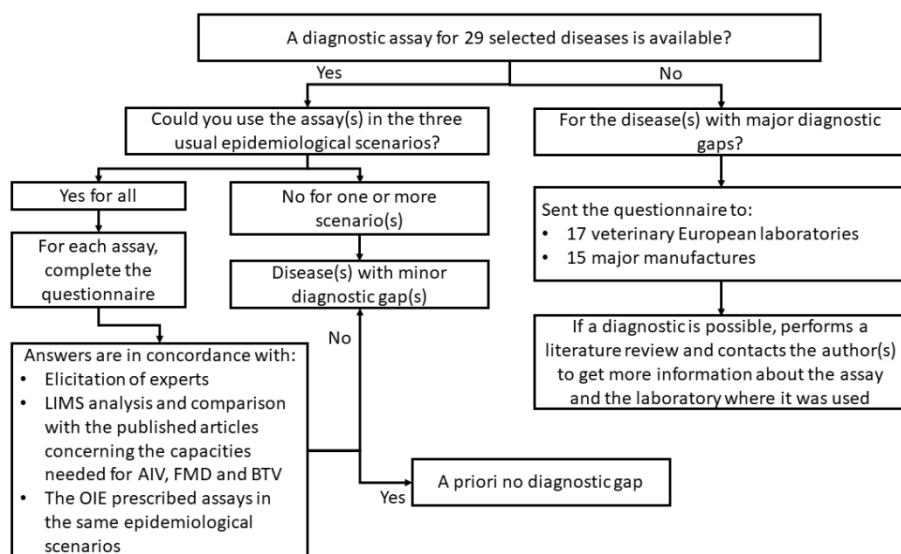 A diagnostic assay for 29 selected diseases is available?
Yes
No
Could you use the assay(s) in the three
usual epidemiological scenarios?
For the disease(s) with major diagnostic
gaps?
Yes for all
No for one or more
scenario(s)
Sent the questionnaire to:
• 17 veterinary European laboratories
• 15 major manufactures
For each assay,
complete the
questionnaire
Disease(s) with minor
diagnostic gap(s)
If a diagnostic is possible, performs a
literature review and contacts the author(s)
to get more information about the assay
and the laboratory where it was used
No
Answers are in concordance with:
• Elicitation of experts
• LIMS analysis and comparison
with the published articles
concerning the capacities
needed for AIV, FMD and BTV
• The OIE prescribed assays in
the same epidemiological
scenarios
Yes
A priori no diagnostic gap